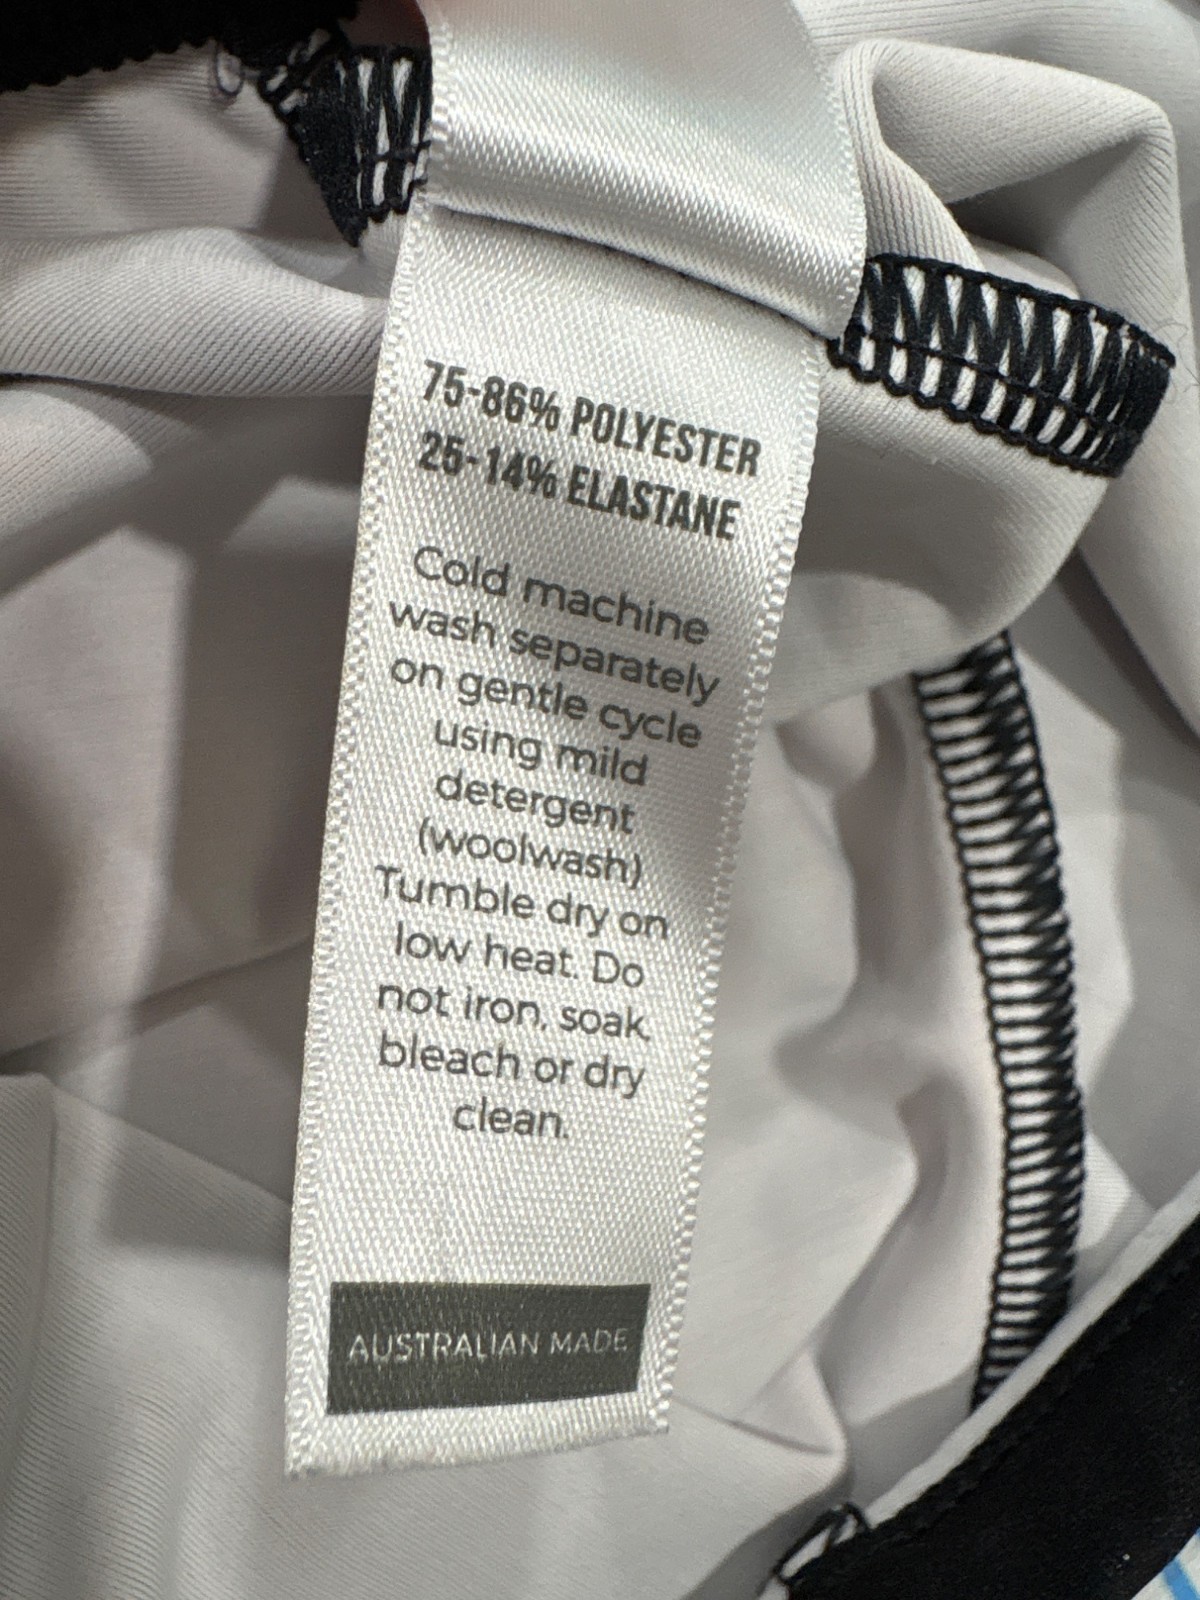 75-86% POLYESTER
25-14% ELASTANE
Cold machine
wash separately
on gentle cycle
using mild
detergent
(woolwash)
Tumble dry on
low heat. Do
not iron, soak,
bleach or dry
clean.
AUSTRALIAN MADE